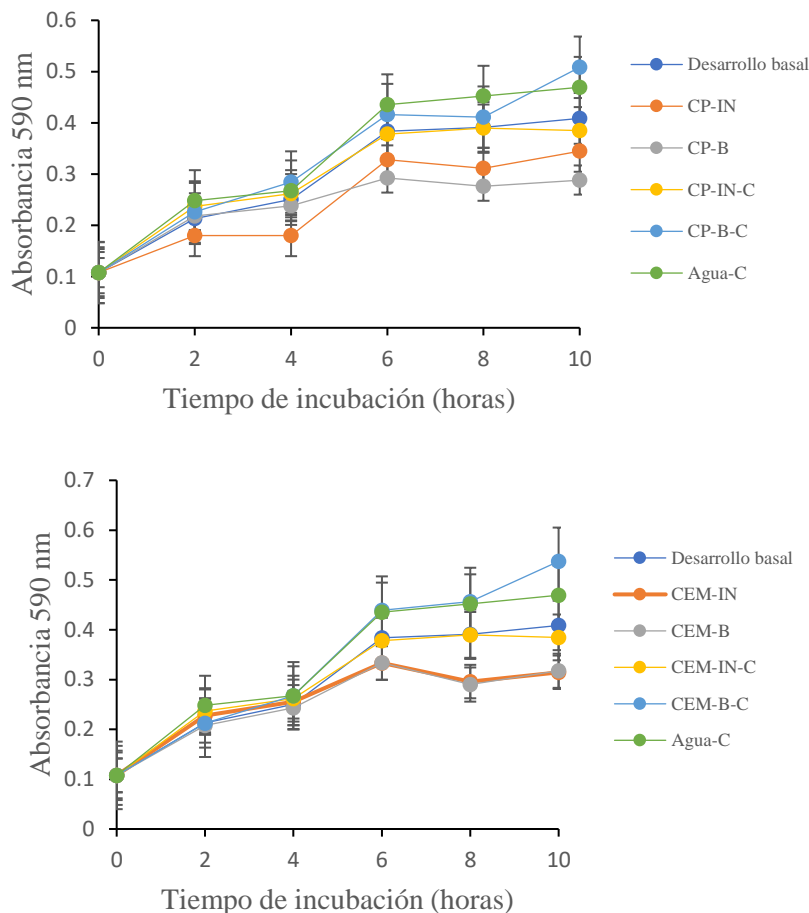 0.6
0.5
0.4
0.3
0.2
0.1
0
Absorbancia 590 nm
0 2 4 6 8 10
Tiempo de incubación (horas)
Desarrollo basal
CP-IN
CP-B
CP-IN-C
CP-B-C
Agua-C
0.7
0.6
0.5
0.4
0.3
0.2
0.1
0
Absorbancia 590 nm
0 2 4 6 8 10
Tiempo de incubación (horas)
Desarrollo basal
CEM-IN
CEM-B
CEM-IN-C
CEM-B-C
Agua-C